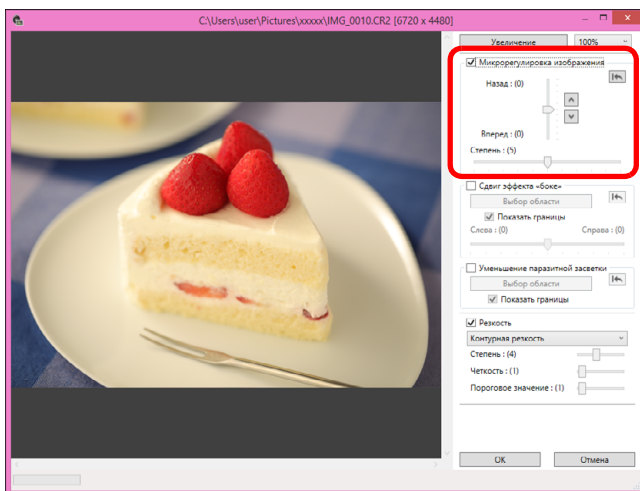 C:\Users\user\Pictures\xxxxx\IMG_0010.CR2 [6720 x 4480]
Увеличение 100%
Микрорегулировка изображения
Назад : (0)
Вперед : (0)
Степень : (5)
Сдвиг эффекта «боке»
Выбор области
Показать границы
Слева : (0) Справа : (0)
Уменьшение паразитной засветки
Выбор области
Показать границы
Резкость
Контурная резкость
Степень : (4)
Четкость : (1)
Пороговое значение : (1)
OK Отмена